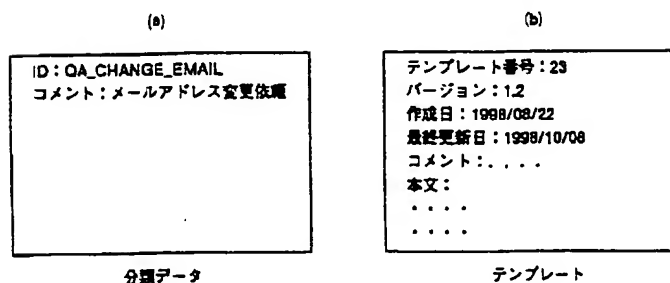 (a)
ID：QA_CHANGE_EMAIL
コメント：メールアドレス変更依頼
分類データ
(b)
テンプレート番号：23
バージョン：1.2
作成日：1998/08/22
最終更新日：1998/10/08
コメント：. . . .
本文：
・・・・
・・・・
テンプレート